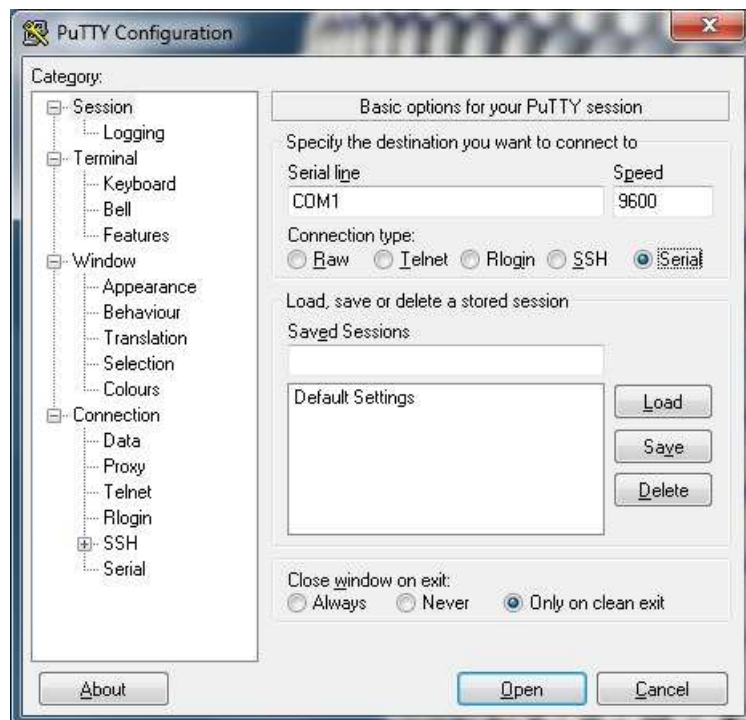 PuTTY Configuration
Category:
Session
Logging
Terminal
Keyboard
Bell
Features
Window
Appearance
Behaviour
Translation
Selection
Colours
Connection
Data
Proxy
Telnet
Rlogin
SSH
Serial
Basic options for your PuTTY session
Specify the destination you want to connect to
Serial line Speed
COM1 9600
Connection type:
Raw Telnet Rlogin SSH Serial
Load, save or delete a stored session
Saved Sessions
Default Settings
Load
Save
Delete
Close window on exit:
Always Never Only on clean exit
About Open Cancel